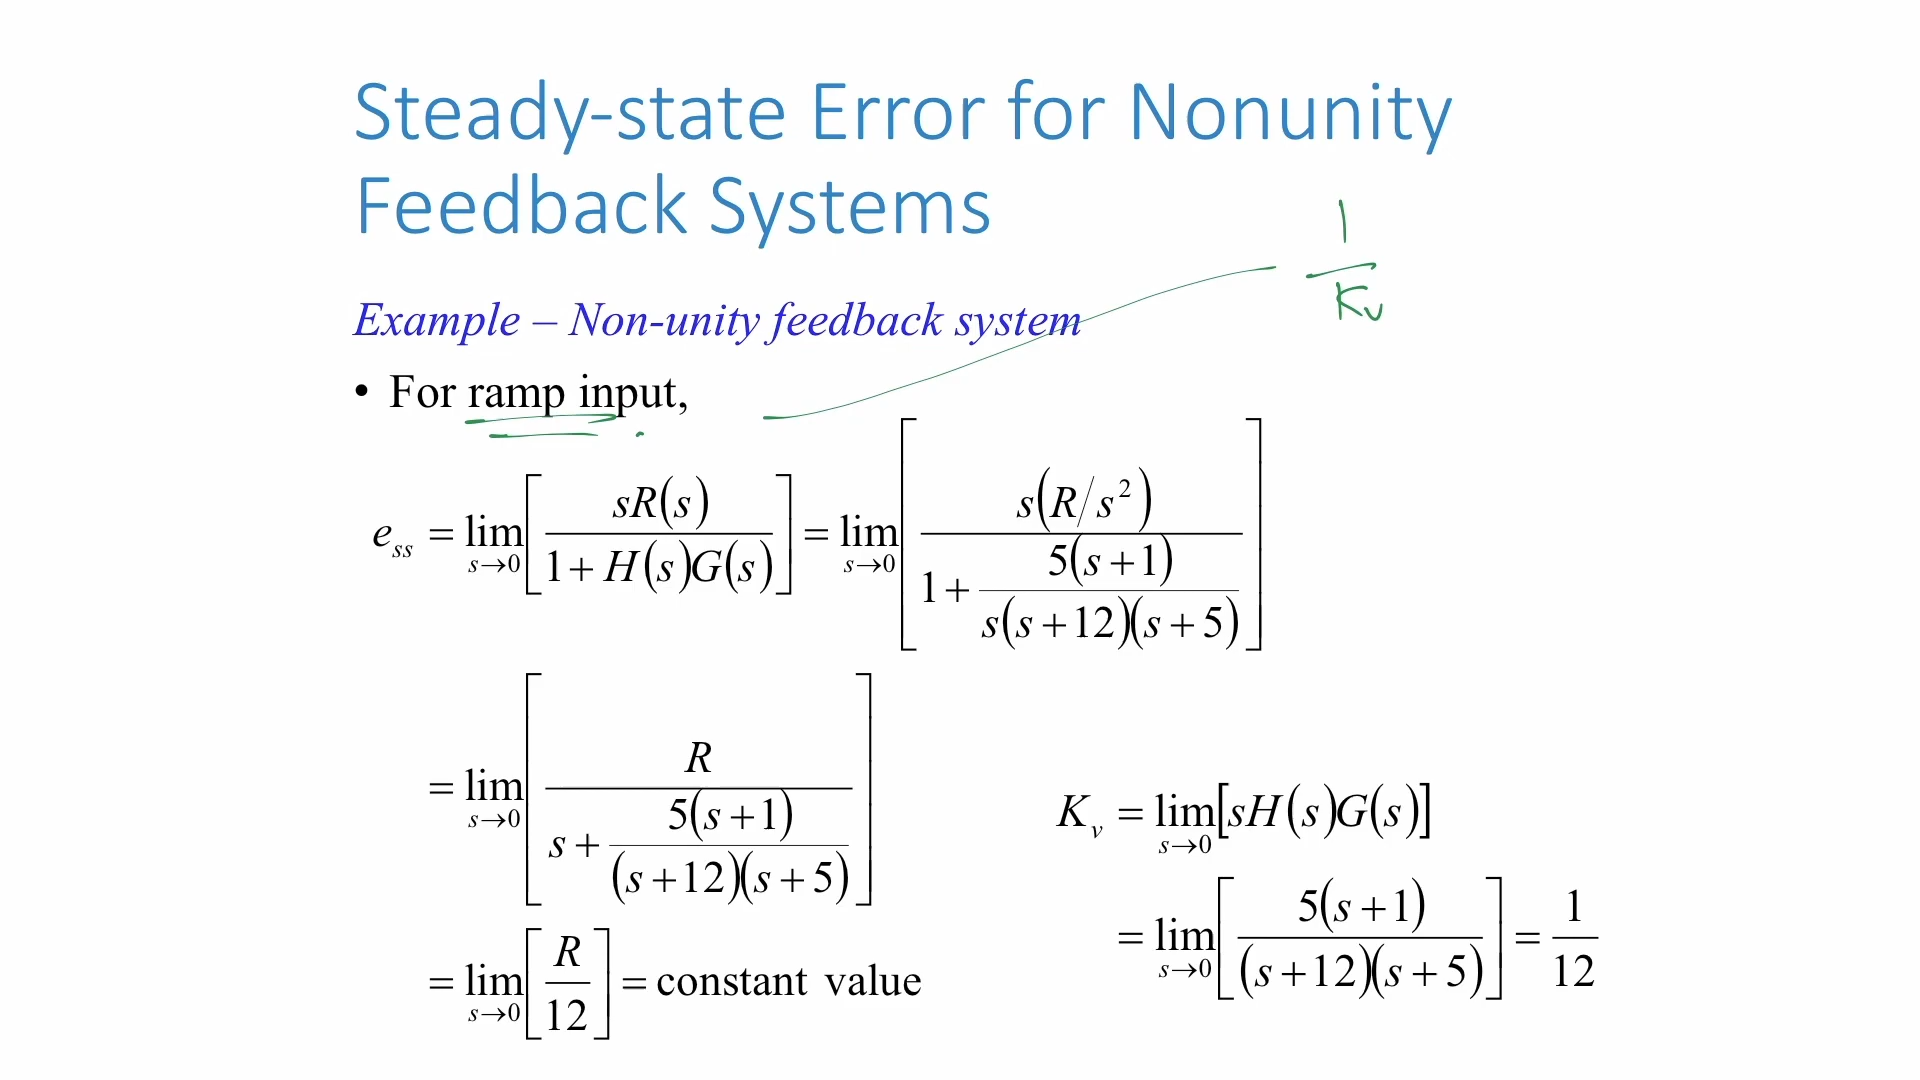 Steady-state Error for Nonunity
Feedback Systems
1
Kv
Example – Non-unity feedback system
• For ramp input,
e_ss = lim_{s→0} [ sR(s) / (1 + H(s)G(s)) ] = lim_{s→0} [ s(R/s²) / (1 + 5(s+1) / (s(s+12)(s+5))) ]
= lim_{s→0} [ R / (s + 5(s+1) / ((s+12)(s+5))) ]
= lim_{s→0} [ R / 12 ] = constant value
K_v = lim_{s→0} [sH(s)G(s)]
= lim_{s→0} [ 5(s+1) / ((s+12)(s+5)) ] = 1/12